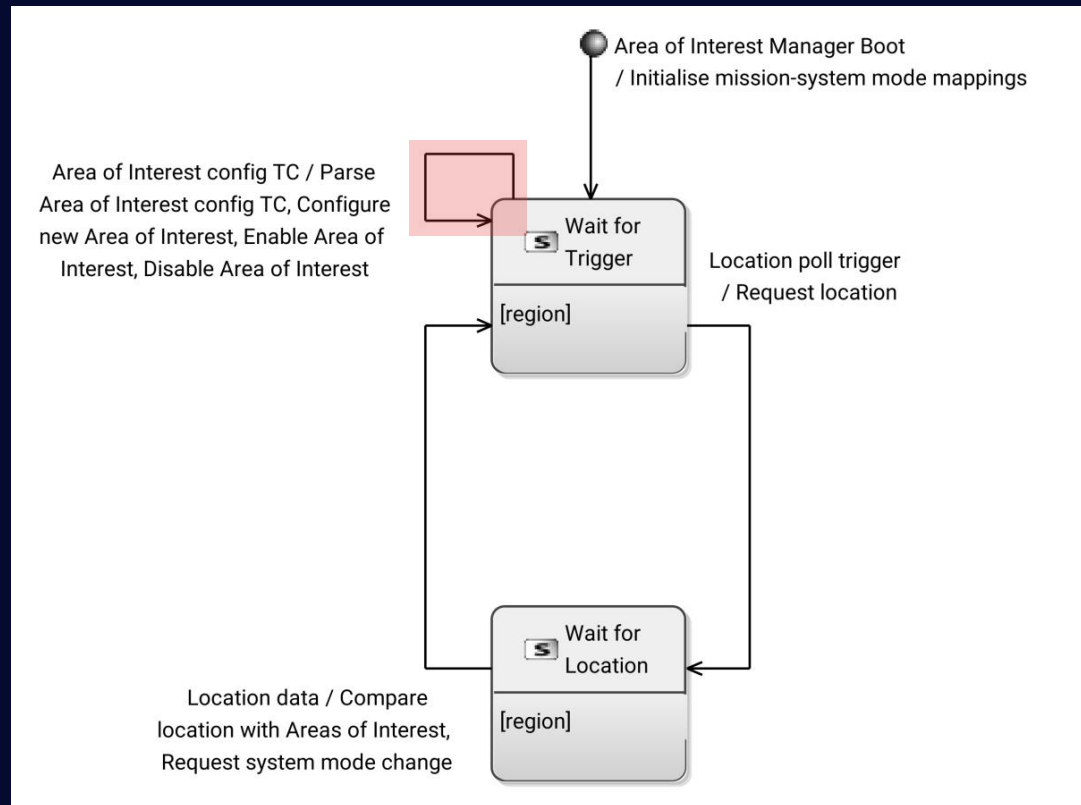 Area of Interest Manager Boot
/ Initialise mission-system mode mappings
Area of Interest config TC / Parse
Area of Interest config TC, Configure
new Area of Interest, Enable Area of
Interest, Disable Area of Interest
S
Wait for
Trigger
[region]
Location poll trigger
/ Request location
S
Wait for
Location
[region]
Location data / Compare
location with Areas of Interest,
Request system mode change